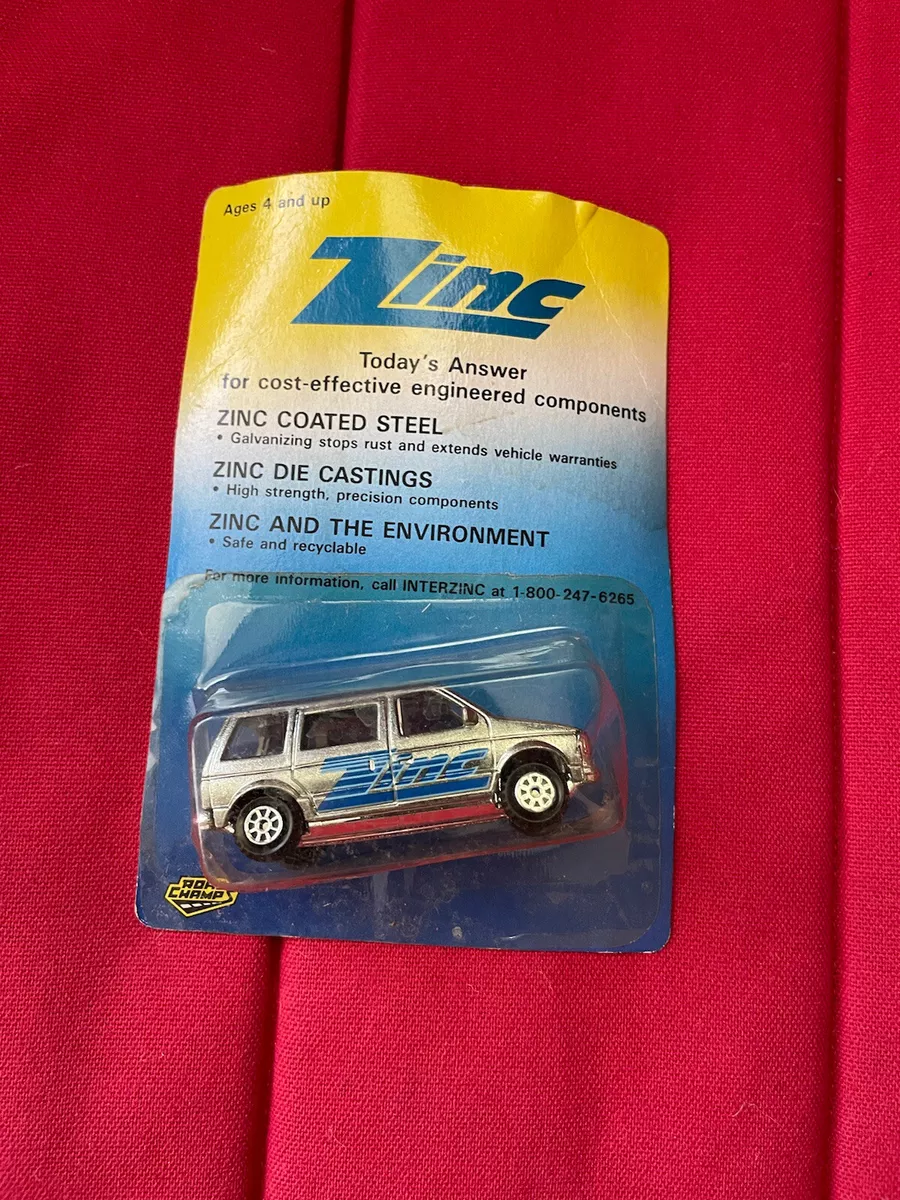 Ages 4 and up
Zinc
Today's Answer
for cost-effective engineered components
ZINC COATED STEEL
• Galvanizing stops rust and extends vehicle warranties
ZINC DIE CASTINGS
• High strength, precision components
ZINC AND THE ENVIRONMENT
• Safe and recyclable
For more information, call INTERZINC at 1-800-247-6265
Zinc
CHAMPS